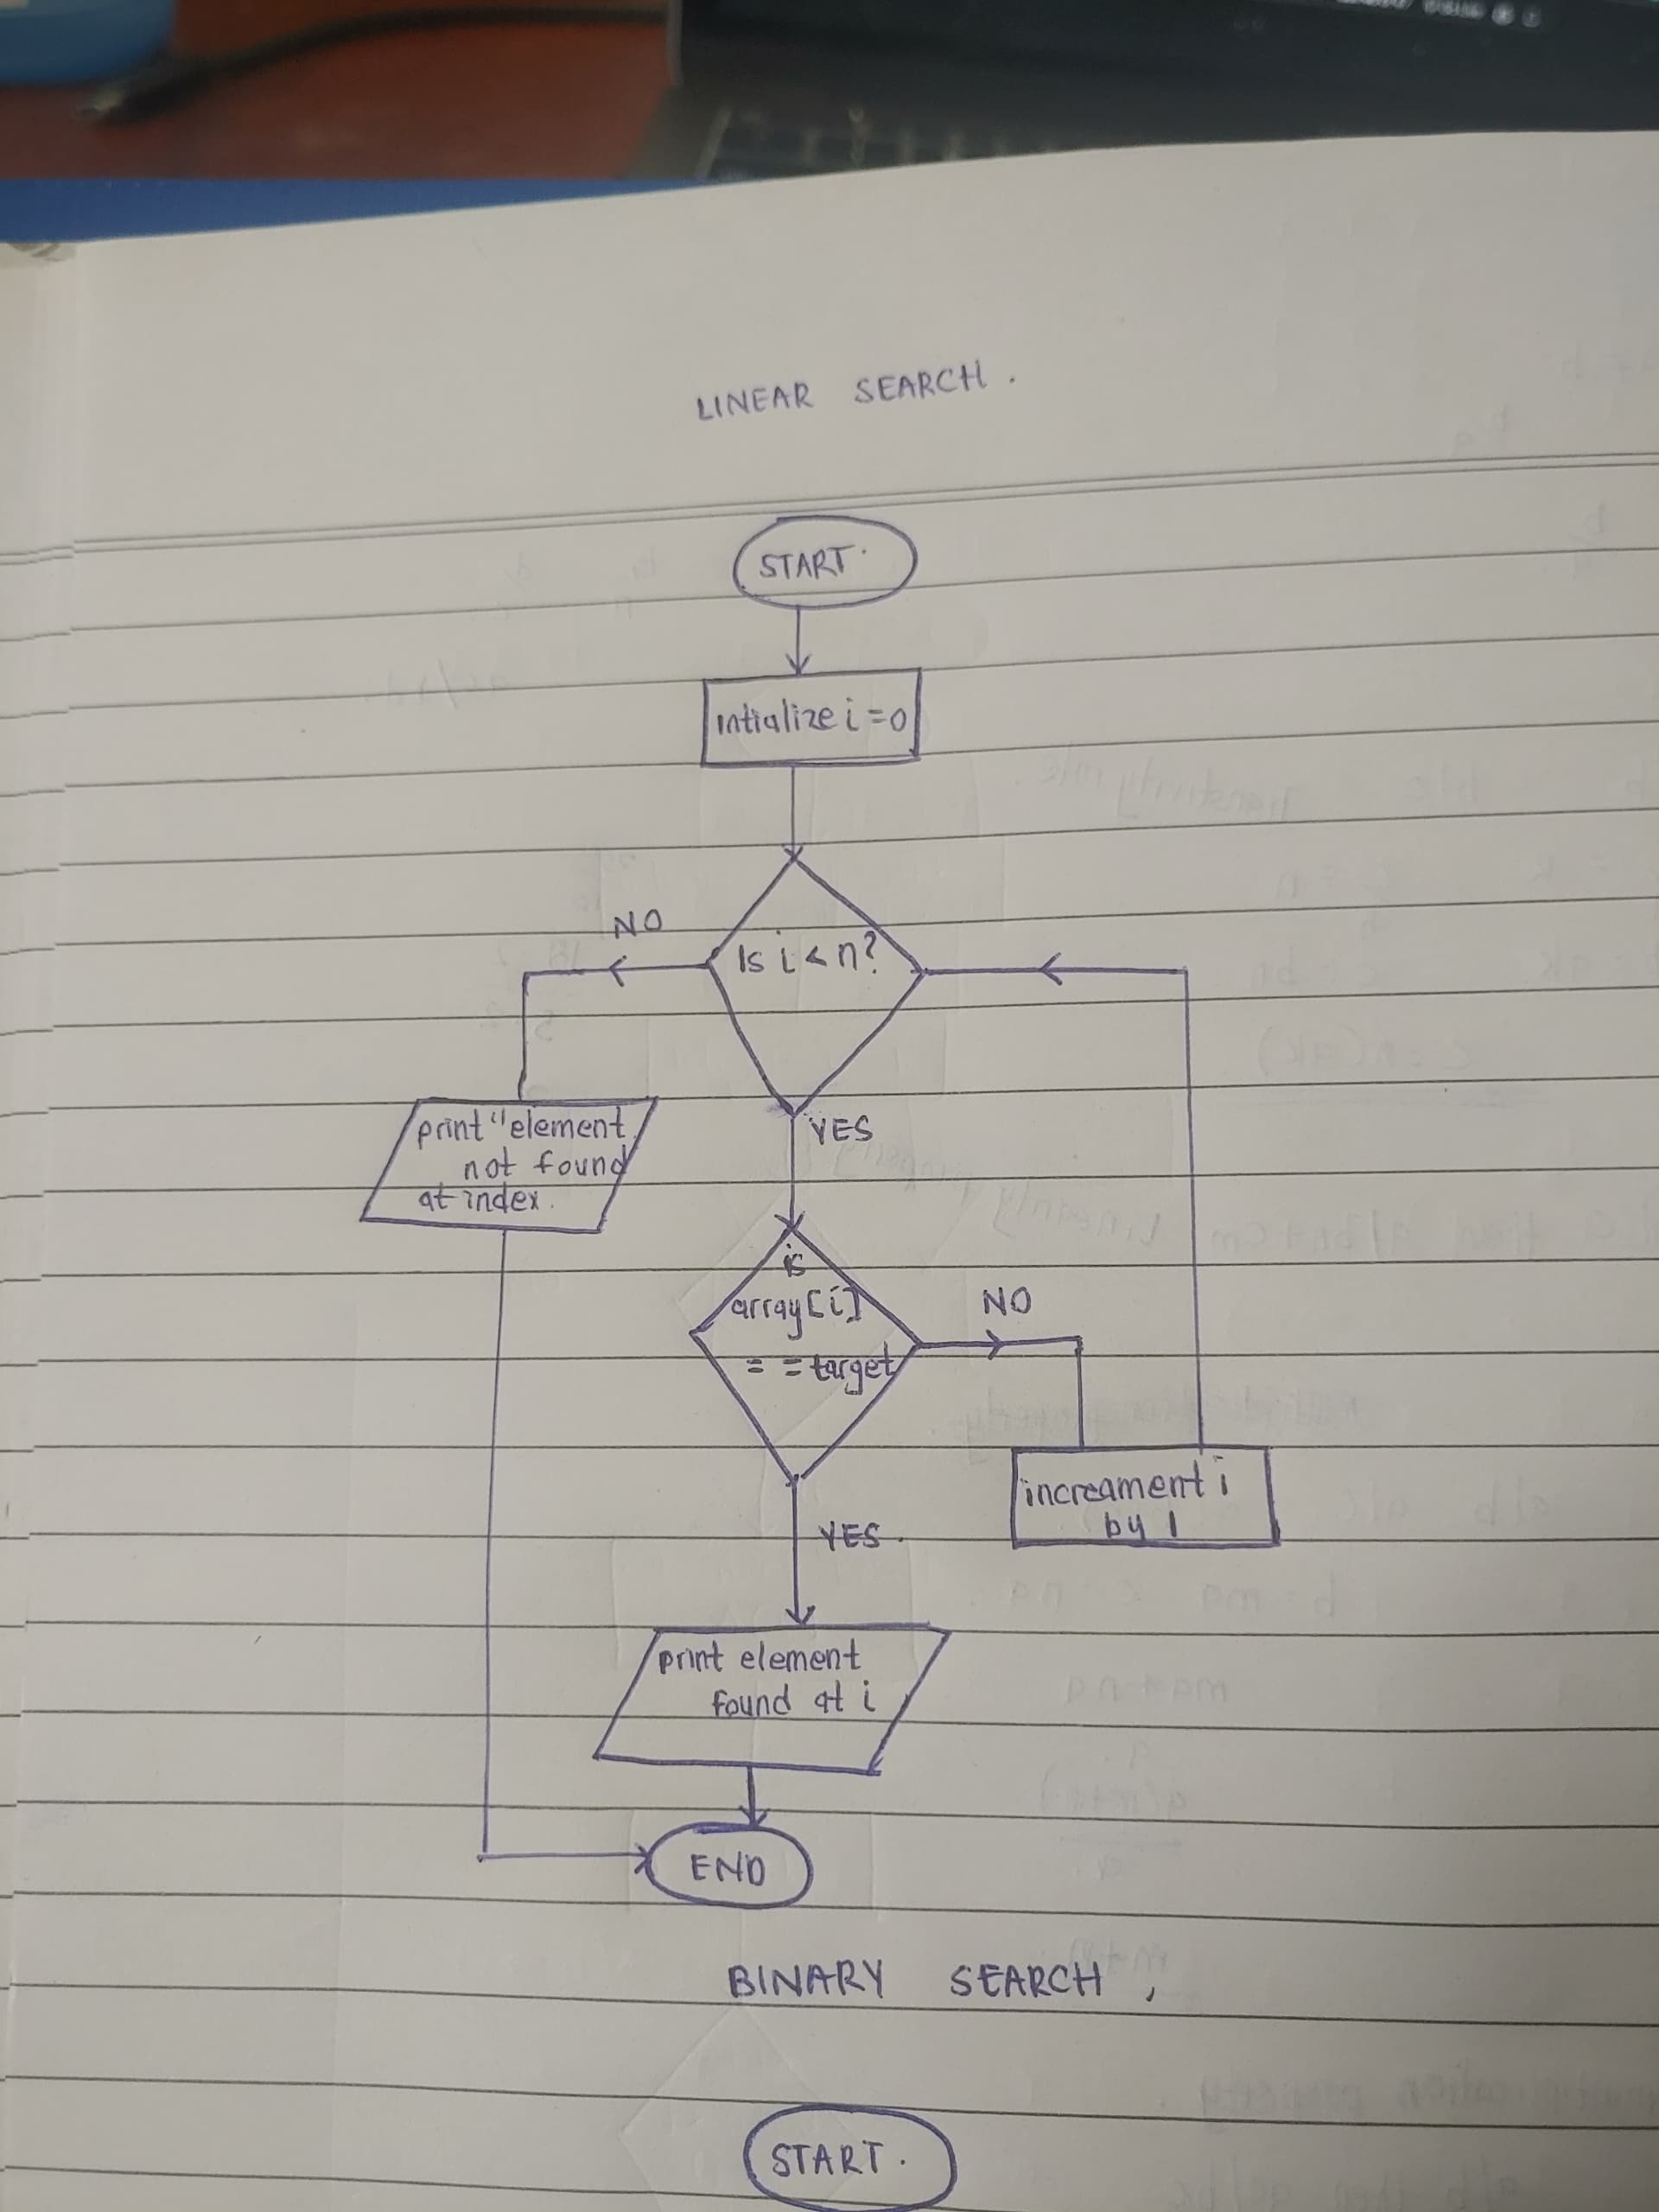 LINEAR SEARCH.
START.
intialize i=0
Is i < n?
NO
YES
print "element
not found
at index.
is
array[i]
= = target
NO
increament i
by 1
YES.
print element
found at i
END
BINARY SEARCH,
START.